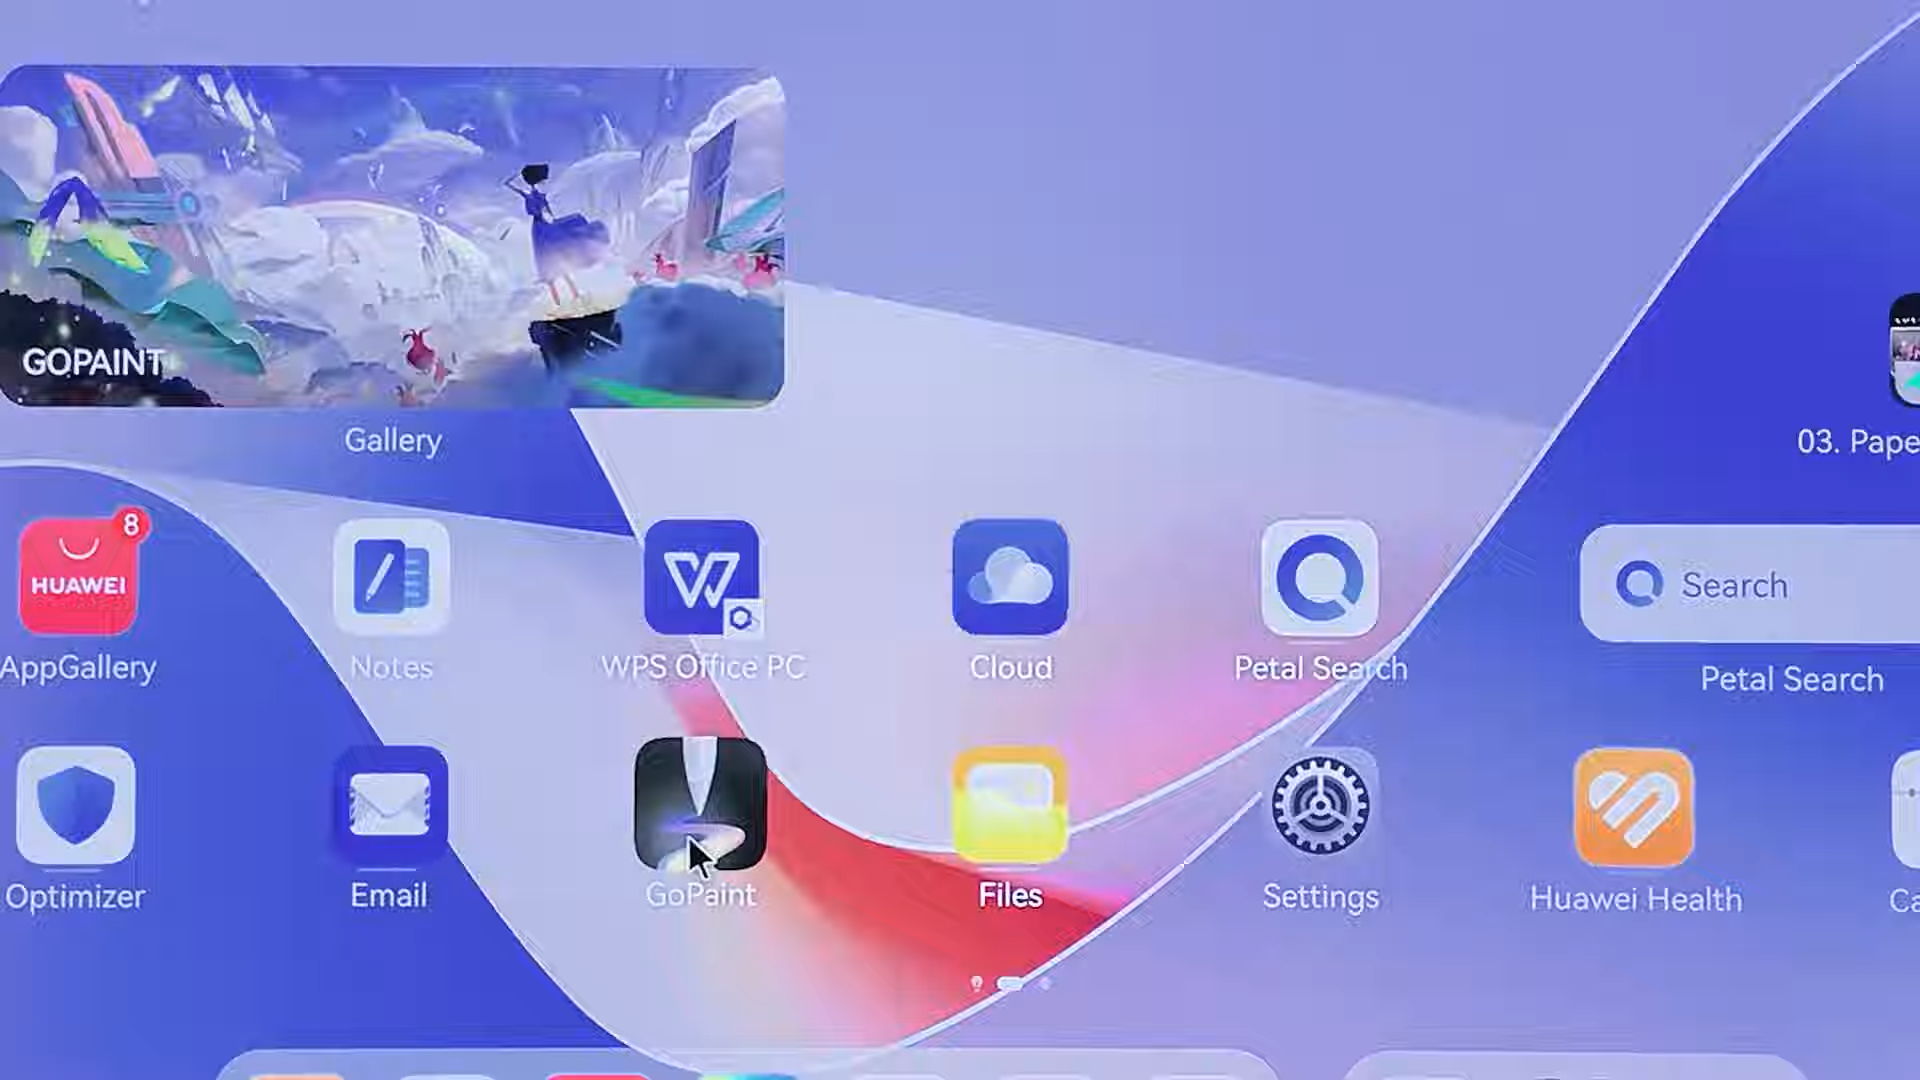 GOPAINT
Gallery
03. Pape
8
HUAWEI
Search
AppGallery
Notes
WPS Office PC
Cloud
Petal Search
Petal Search
Optimizer
Email
GoPaint
Files
Settings
Huawei Health
Ca